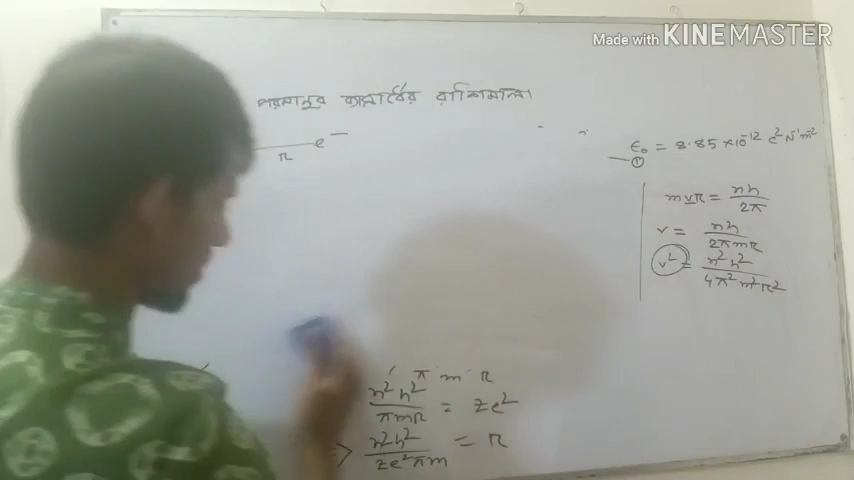 Made with KINEMASTER
পরমানুর ব্যাসার্ধের রাশিমালা
r e⁻
ϵ₀ = 8.85 × 10⁻¹² c² N⁻¹ m⁻²
①
mvr = nh/2π
v = nh/2πmr
v² = n²h²/4π²m²r²
π m r
n²h²/πmr = ze²
=> n²h²/ze²πm = r